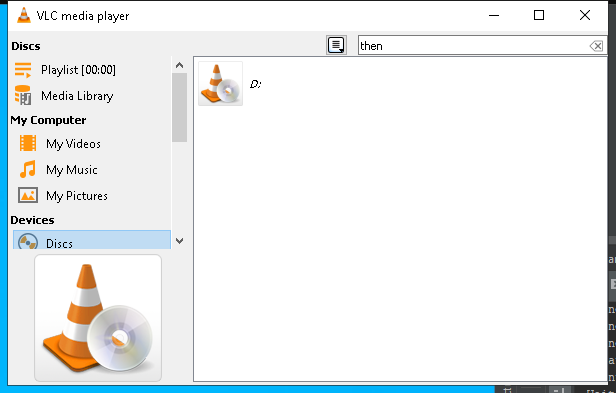 VLC media player
Discs
then
Playlist [00:00]
Media Library
My Computer
My Videos
My Music
My Pictures
Devices
Discs
D: